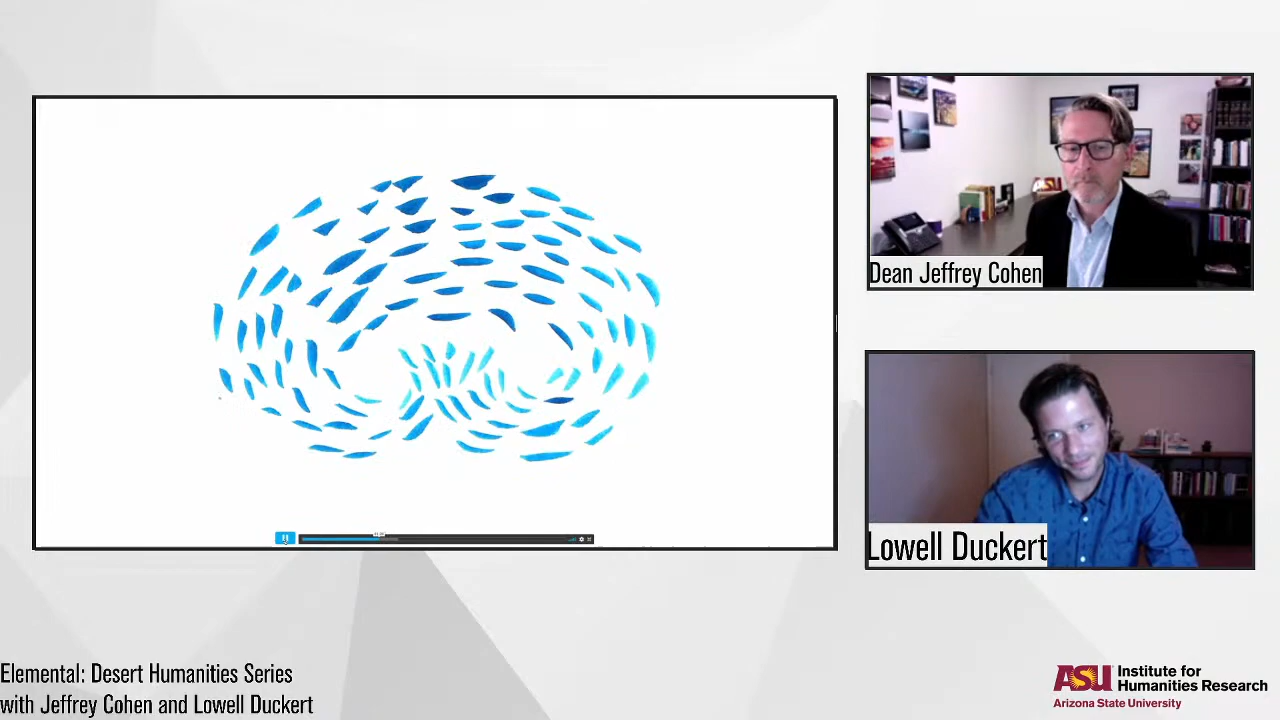 Dean Jeffrey Cohen
Lowell Duckert
Elemental: Desert Humanities Series
with Jeffrey Cohen and Lowell Duckert
ASU Institute for
Humanities Research
Arizona State University